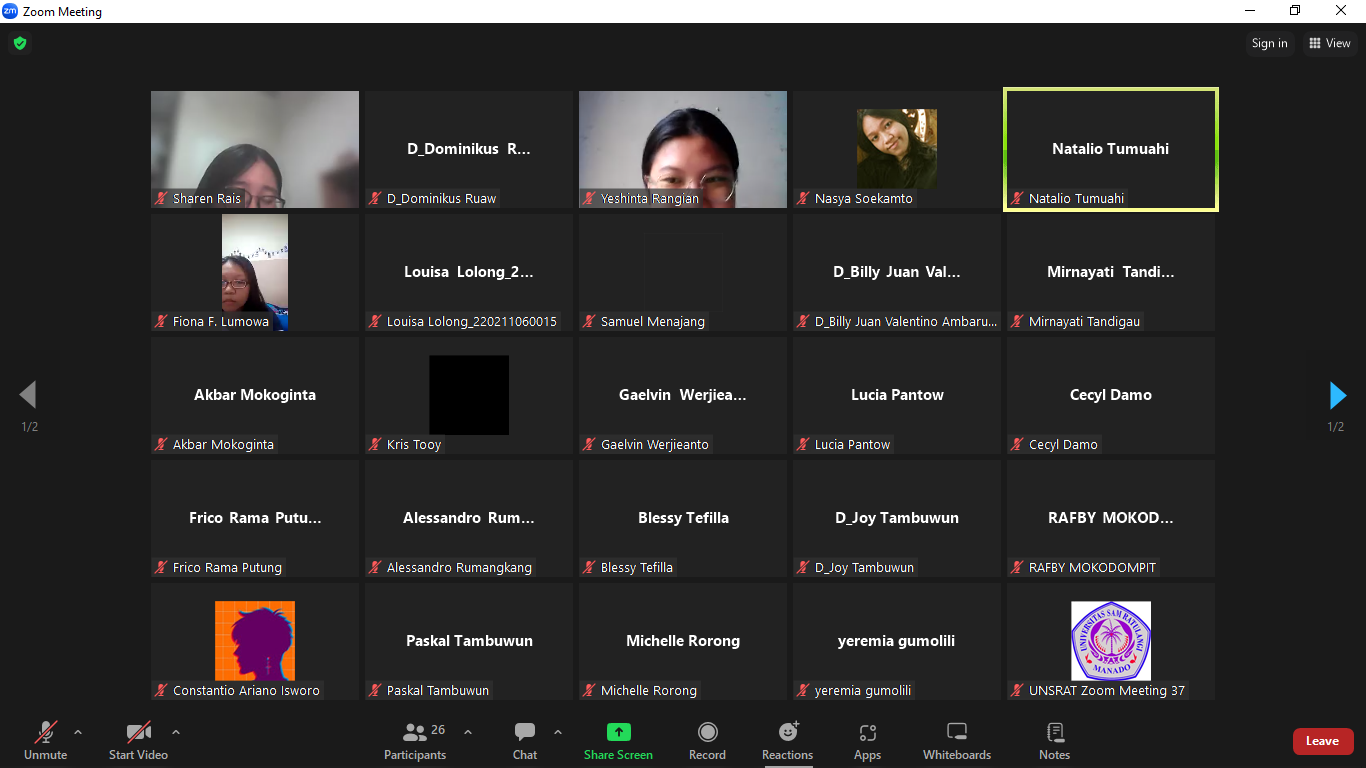 Zoom Meeting
Sign in
View
Sharen Rais
D_Dominikus R...
D_Dominikus Ruaw
Yeshinta Rangian
Nasya Soekamto
Natalio Tumuahi
Natalio Tumuahi
Fiona F. Lumowa
Louisa Lolong_2...
Louisa Lolong_220211060015
Samuel Menajang
D_Billy Juan Val...
D_Billy Juan Valentino Ambaru...
Mirnayati Tandi...
Mirnayati Tandigau
1/2
Akbar Mokoginta
Akbar Mokoginta
Kris Tooy
Gaelvin Werjiea...
Gaelvin Werjieanto
Lucia Pantow
Lucia Pantow
Cecyl Damo
Cecyl Damo
1/2
Frico Rama Putu...
Frico Rama Putung
Alessandro Rum...
Alessandro Rumangkang
Blessy Tefilla
Blessy Tefilla
D_Joy Tambuwun
D_Joy Tambuwun
RAFBY MOKOD...
RAFBY MOKODOMPIT
Constantio Ariano Isworo
Paskal Tambuwun
Paskal Tambuwun
Michelle Rorong
Michelle Rorong
yeremia gumolili
yeremia gumolili
UNIVERSITAS SAM RATULANGI
MANADO
UNSRAT Zoom Meeting 37
Unmute
Start Video
26
Participants
Chat
Share Screen
Record
Reactions
Apps
Whiteboards
Notes
Leave